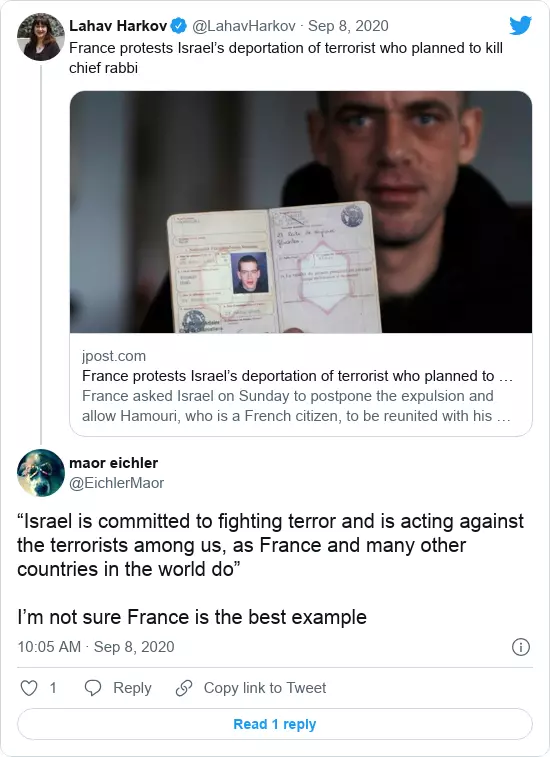 Lahav Harkov @LahavHarkov · Sep 8, 2020
France protests Israel’s deportation of terrorist who planned to kill
chief rabbi
jpost.com
France protests Israel’s deportation of terrorist who planned to …
France asked Israel on Sunday to postpone the expulsion and
allow Hamouri, who is a French citizen, to be reunited with his …
maor eichler
@EichlerMaor
“Israel is committed to fighting terror and is acting against
the terrorists among us, as France and many other
countries in the world do”
I’m not sure France is the best example
10:05 AM · Sep 8, 2020
1 Reply Copy link to Tweet
Read 1 reply